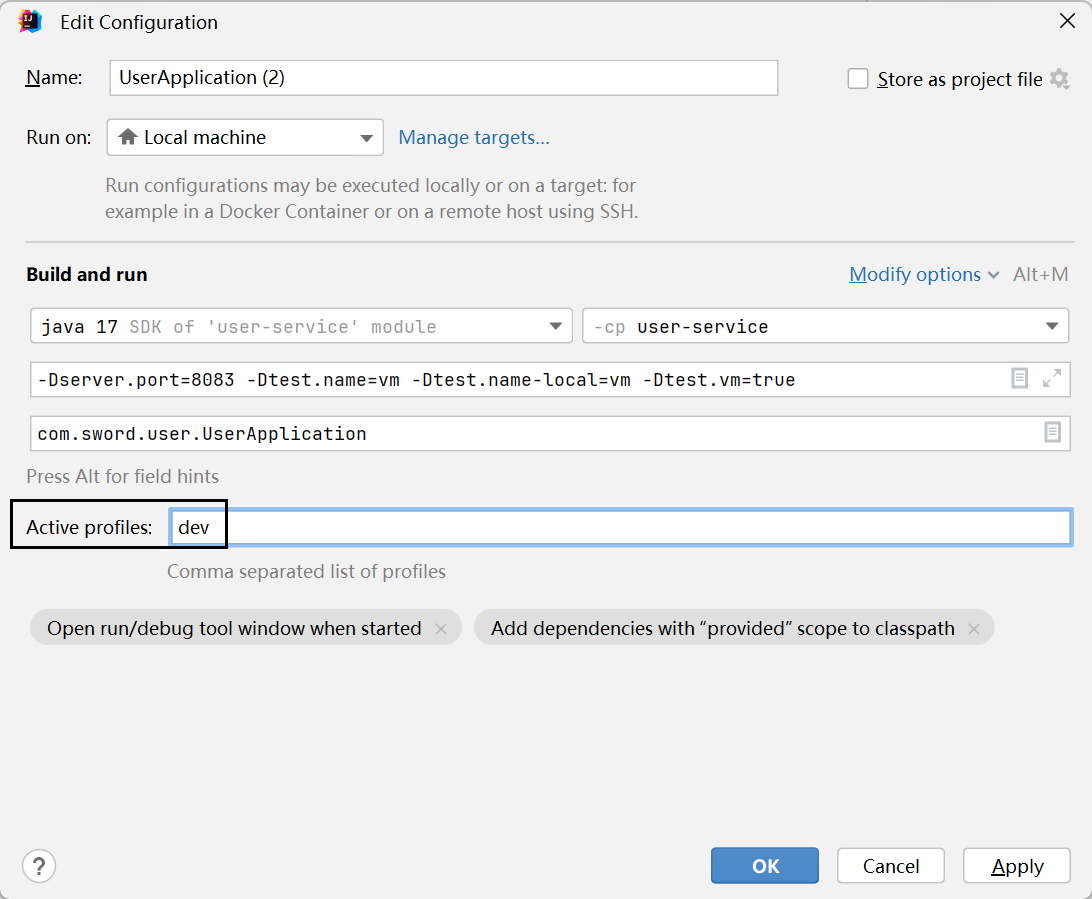 Edit Configuration
Name: UserApplication (2) Store as project file
Run on: Local machine Manage targets...
Run configurations may be executed locally or on a target: for
example in a Docker Container or on a remote host using SSH.
Build and run Modify options Alt+M
java 17 SDK of 'user-service' module -cp user-service
-Dserver.port=8083 -Dtest.name=vm -Dtest.name-local=vm -Dtest.vm=true
com.sword.user.UserApplication
Press Alt for field hints
Active profiles: dev
Comma separated list of profiles
Open run/debug tool window when started × Add dependencies with “provided” scope to classpath ×
? OK Cancel Apply